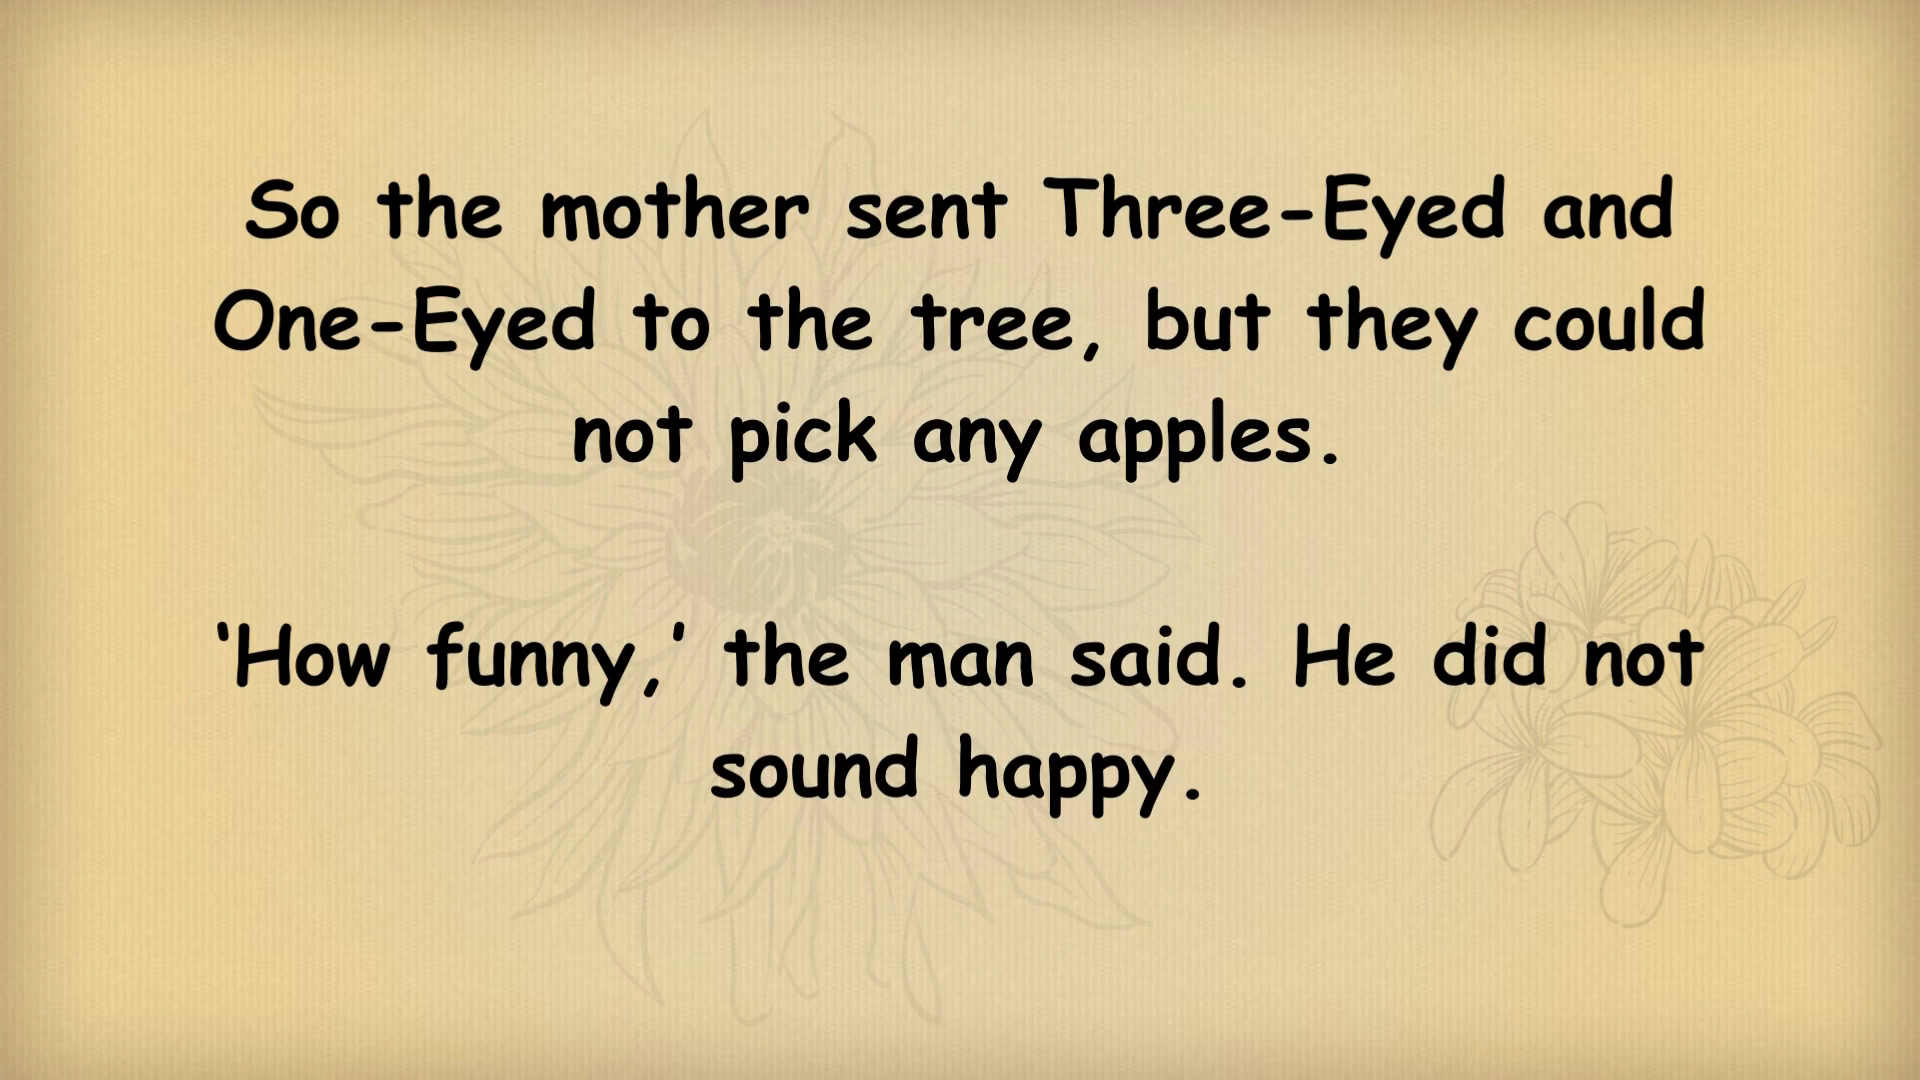 So the mother sent Three-Eyed and
One-Eyed to the tree, but they could
not pick any apples.
‘How funny,’ the man said. He did not
sound happy.